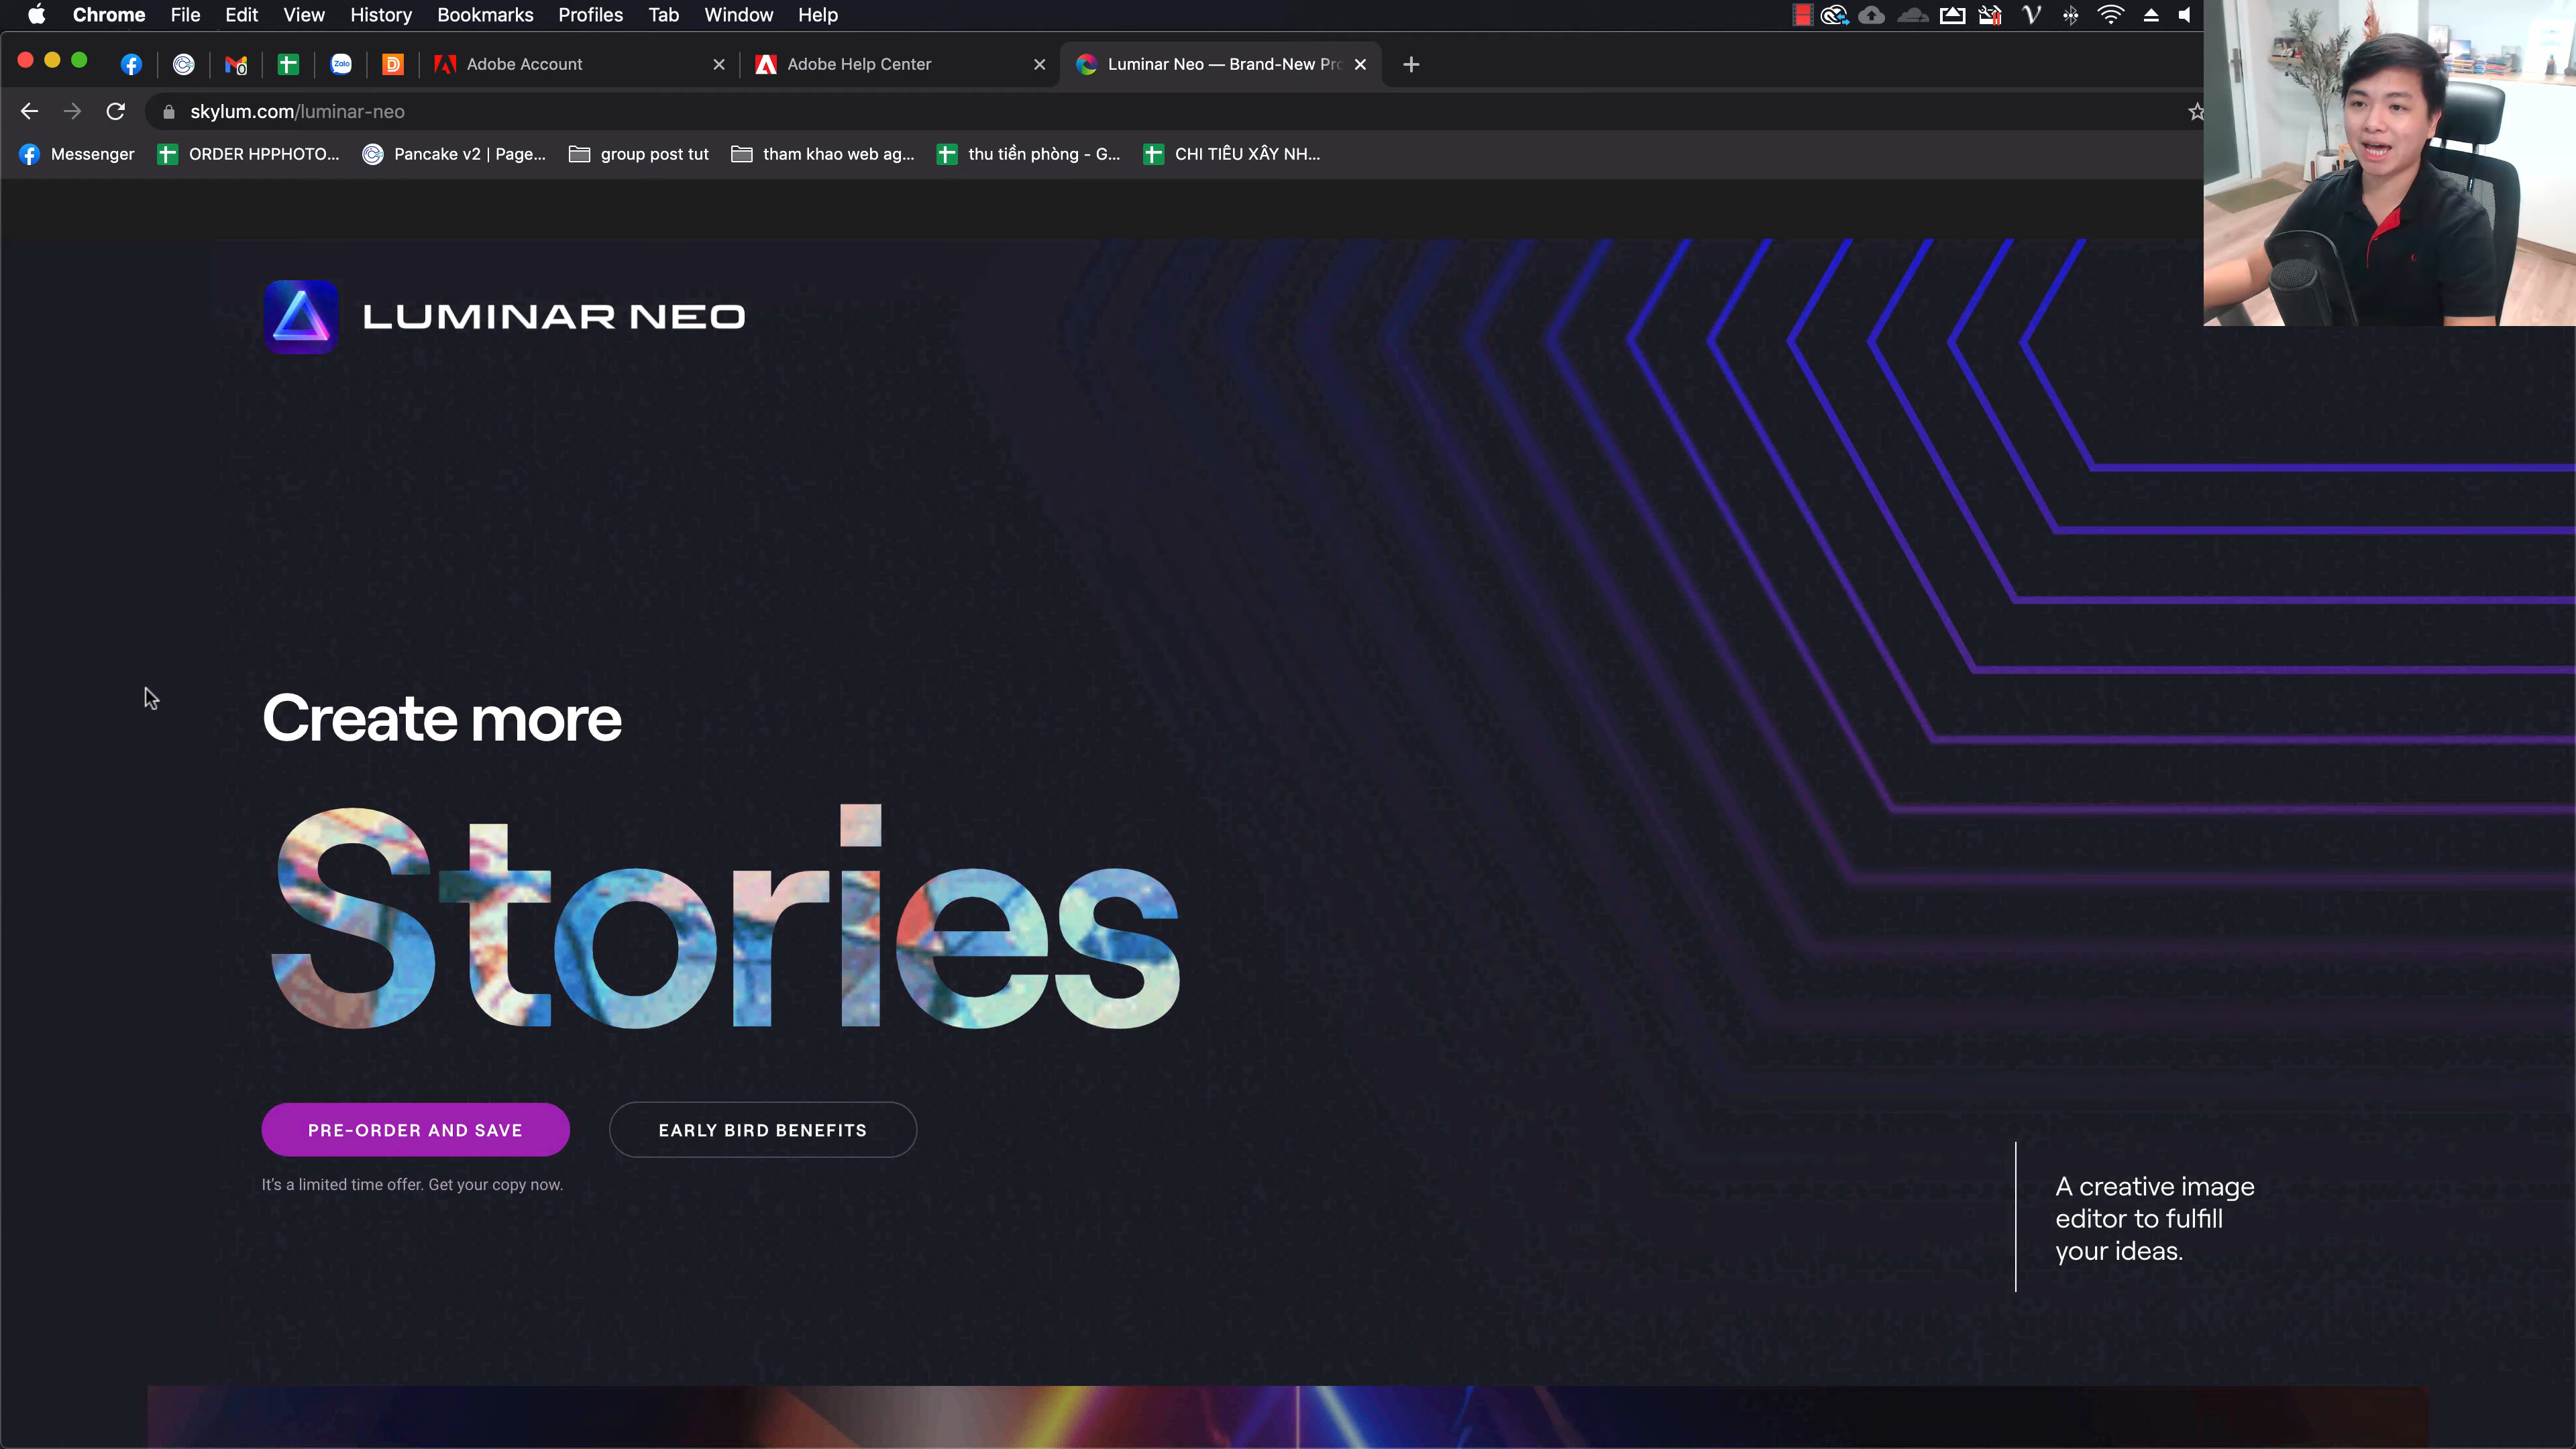 Chrome File Edit View History Bookmarks Profiles Tab Window Help
Zalo Adobe Account Adobe Help Center Luminar Neo — Brand-New Pro
skylum.com/luminar-neo
Messenger ORDER HPPHOTO... Pancake v2 | Page... group post tut tham khao web ag... thu tiền phòng - G... CHI TIÊU XÂY NH...
LUMINAR NEO
Create more
Stories
PRE-ORDER AND SAVE EARLY BIRD BENEFITS
It's a limited time offer. Get your copy now.
A creative image
editor to fulfill
your ideas.